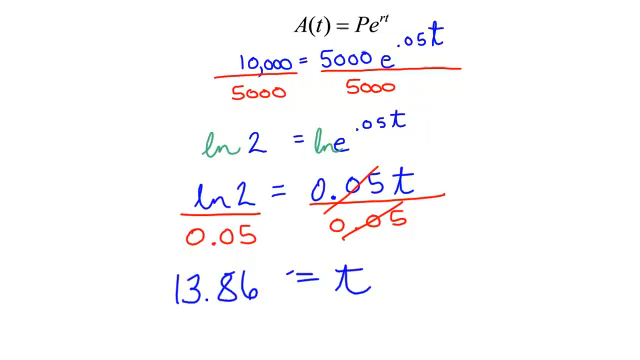 A(t) = Pe^{rt}
10,000 = 5000 e^{.05t}
5000 5000
ln 2 = ln e^{.05t}
ln 2 = 0.05 t
0.05 0.05
13.86 = t